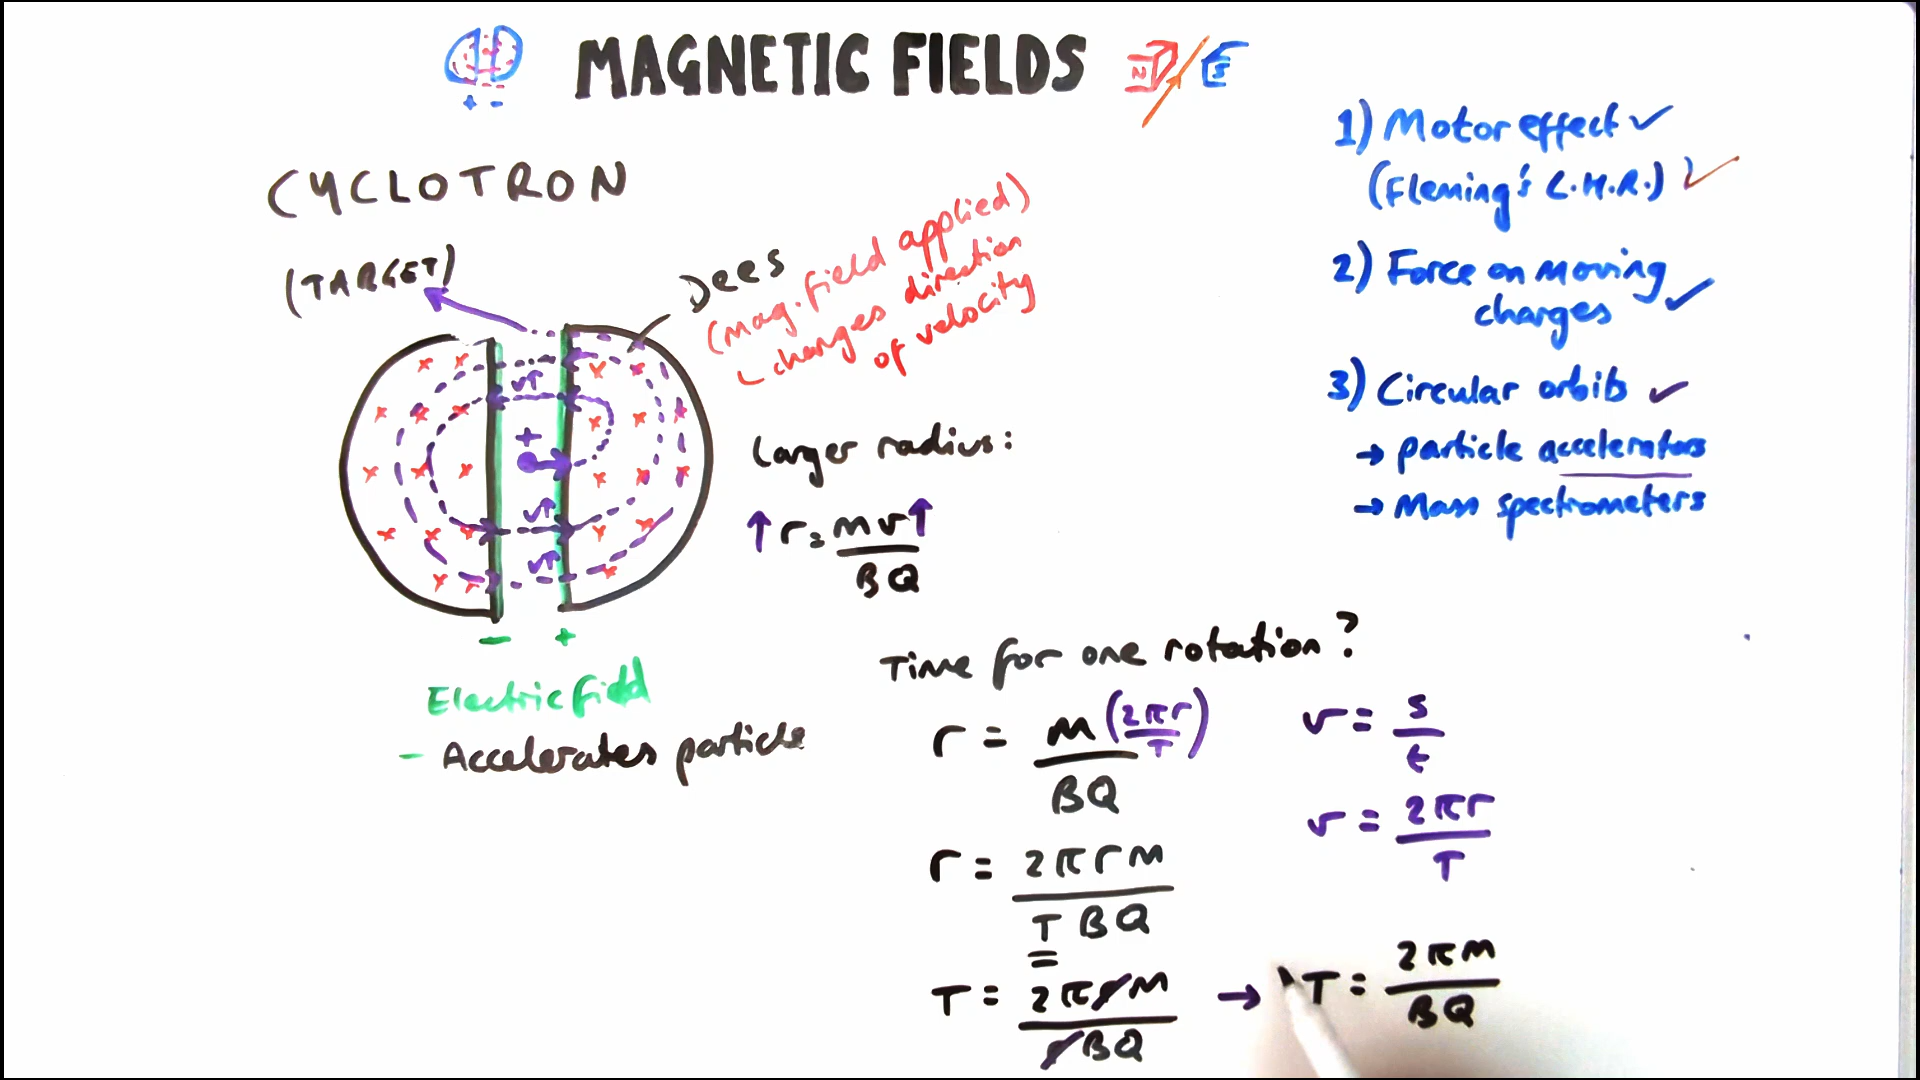 MAGNETIC FIELDS
N
S
+ -
CYCLOTRON
(TARGET)
Dees
(mag. field applied)
changes direction
of velocity
+
v↑
v↑
v↑
- +
Electric field
- Accelerates particle
Larger radius:
↑ r = mv↑
BQ
Time for one rotation?
r = m(2πr/T)
BQ
r = 2πrm
TBQ
T = 2πrm
rBQ
→ T = 2πm
BQ
v = s
t
v = 2πr
T
1) Motor effect ✓
(Fleming's L.H.R.) ✓
2) Force on moving
charges ✓
3) Circular orbits ✓
→ particle accelerators
→ Mass spectrometers